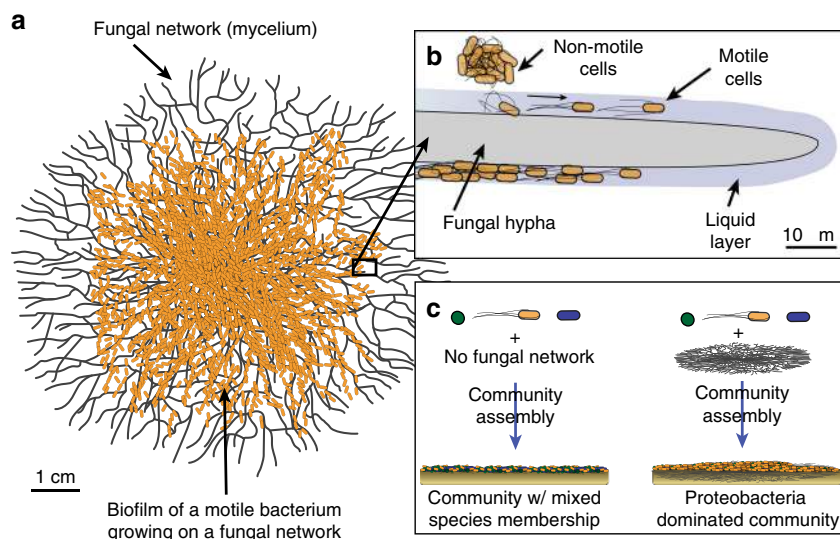 a
Fungal network (mycelium)
1 cm
Biofilm of a motile bacterium
growing on a fungal network
b
Non-motile
cells
Motile
cells
Fungal hypha
Liquid
layer
10 m
c
+
No fungal network
Community
assembly
Community w/ mixed
species membership
+
Community
assembly
Proteobacteria
dominated community